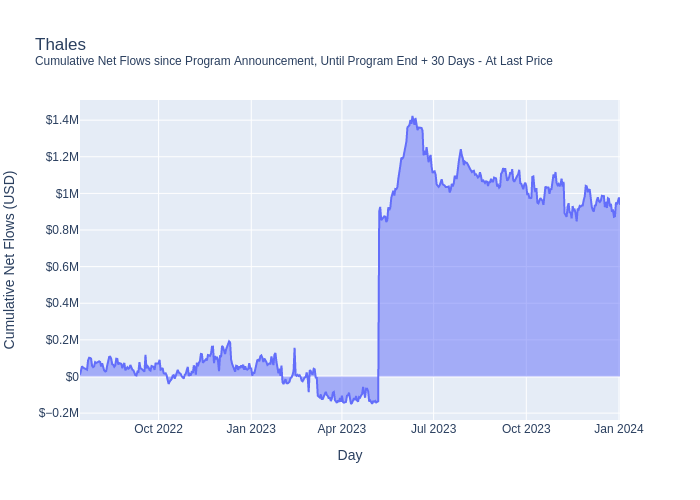 Thales
Cumulative Net Flows since Program Announcement, Until Program End + 30 Days - At Last Price
Cumulative Net Flows (USD)
$1.4M
$1.2M
$1M
$0.8M
$0.6M
$0.4M
$0.2M
$0
$−0.2M
Oct 2022
Jan 2023
Apr 2023
Jul 2023
Oct 2023
Jan 2024
Day